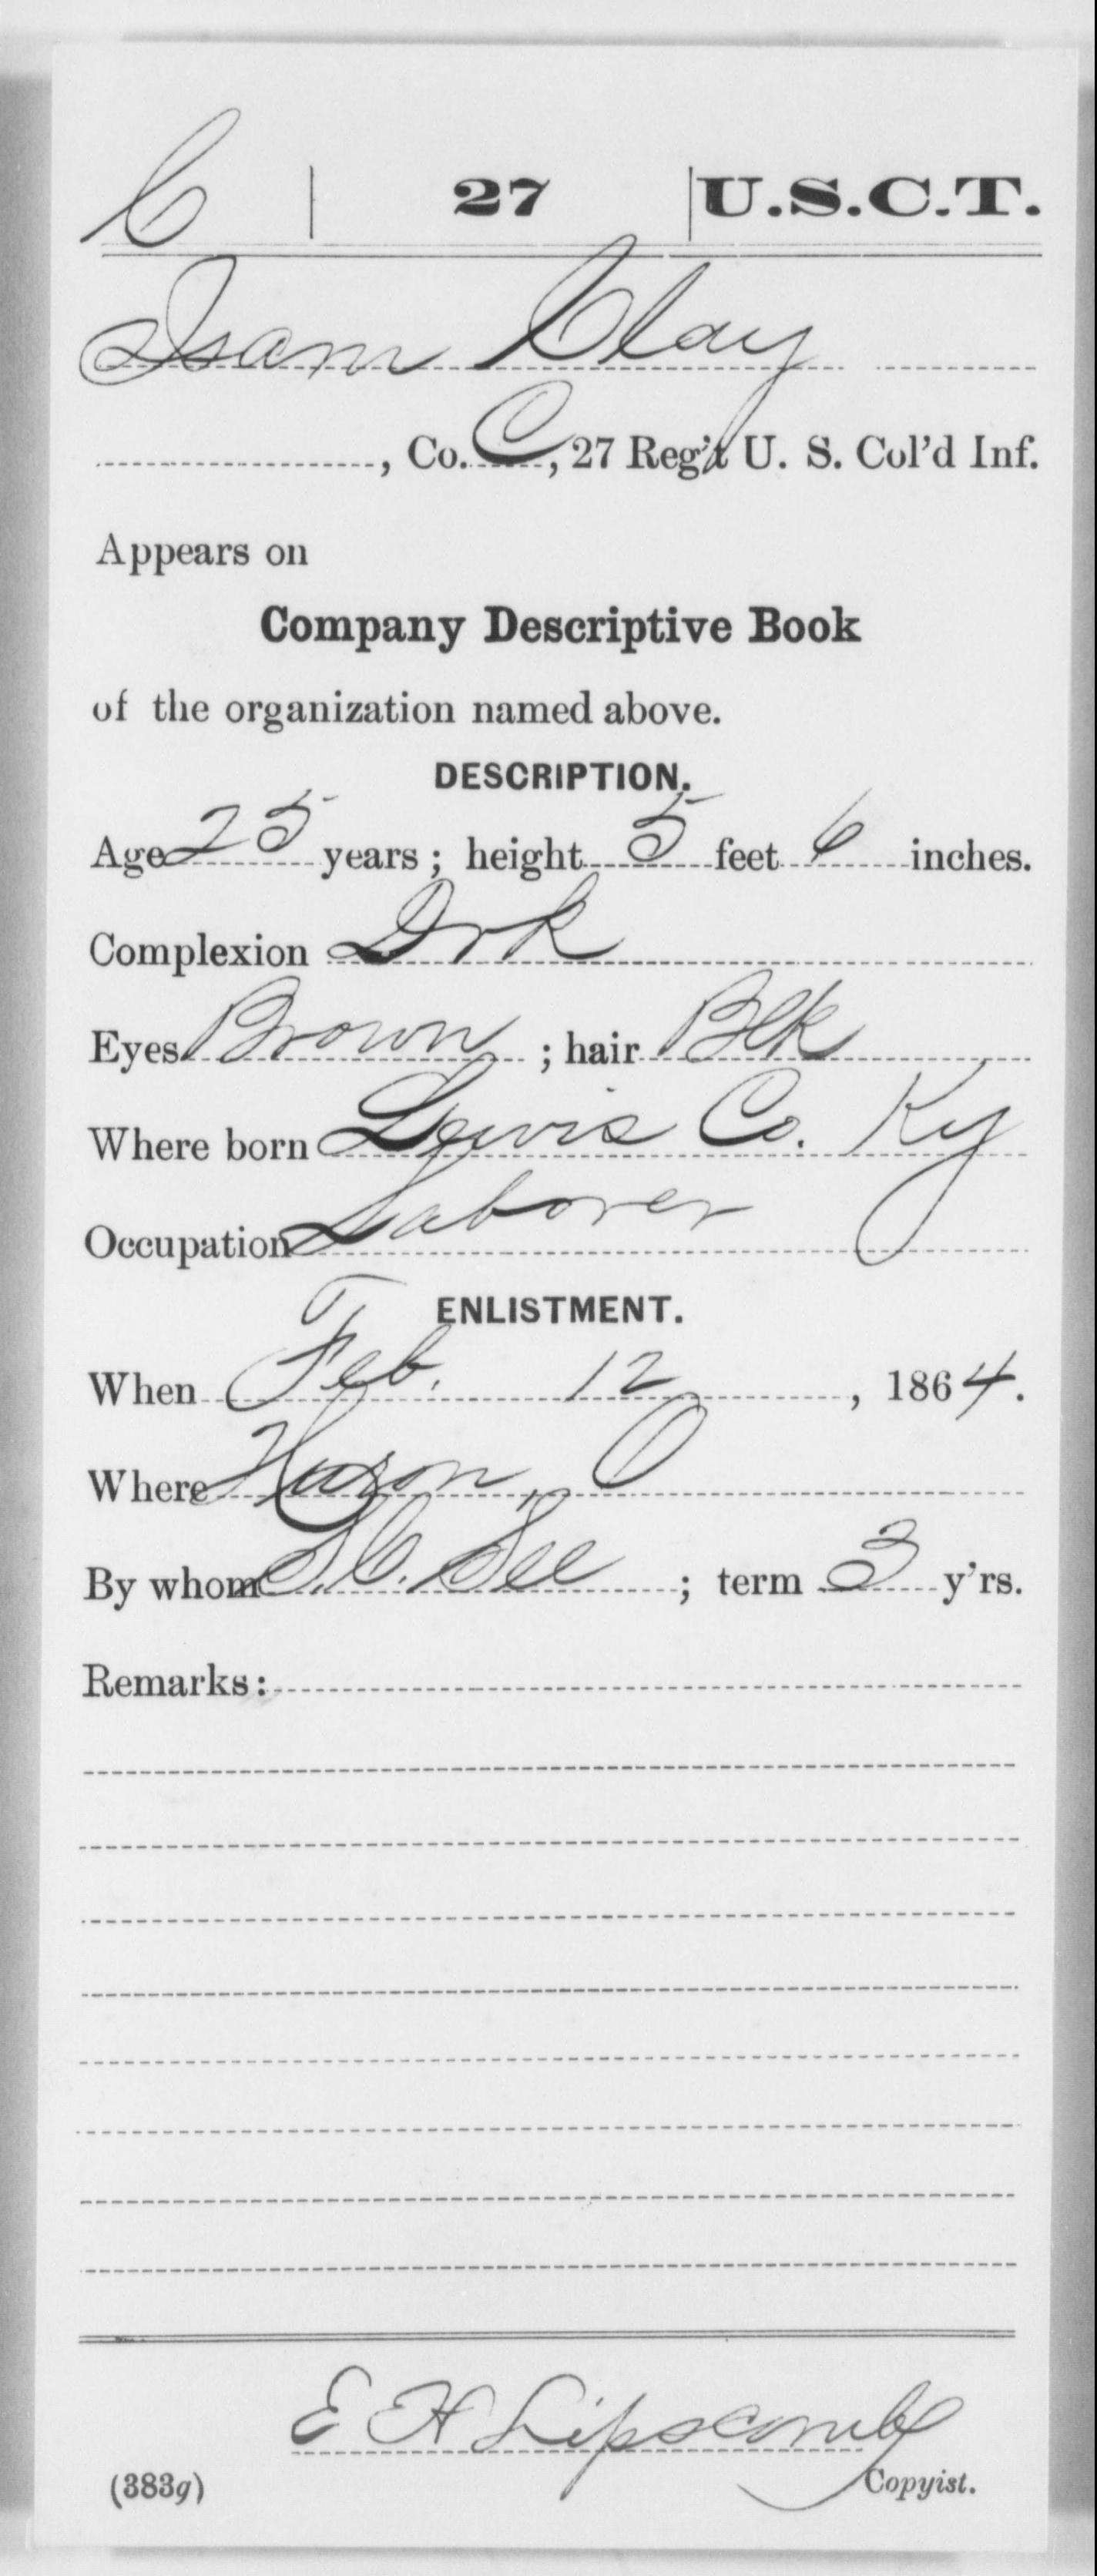 C | 27 | U.S.C.T.
Isam Clay
, Co. C, 27 Reg't U. S. Col'd Inf.
Appears on
Company Descriptive Book
of the organization named above.
DESCRIPTION.
Age 25 years; height 5 feet 6 inches.
Complexion Drk
Eyes Brown; hair Blk
Where born Lewis Co. Ky
Occupation Laborer
ENLISTMENT.
When Feb. 12, 1864.
Where Huron, O
By whom S.C. See; term 3 y'rs.
Remarks:
E H Lipscomb
(383g) Copyist.